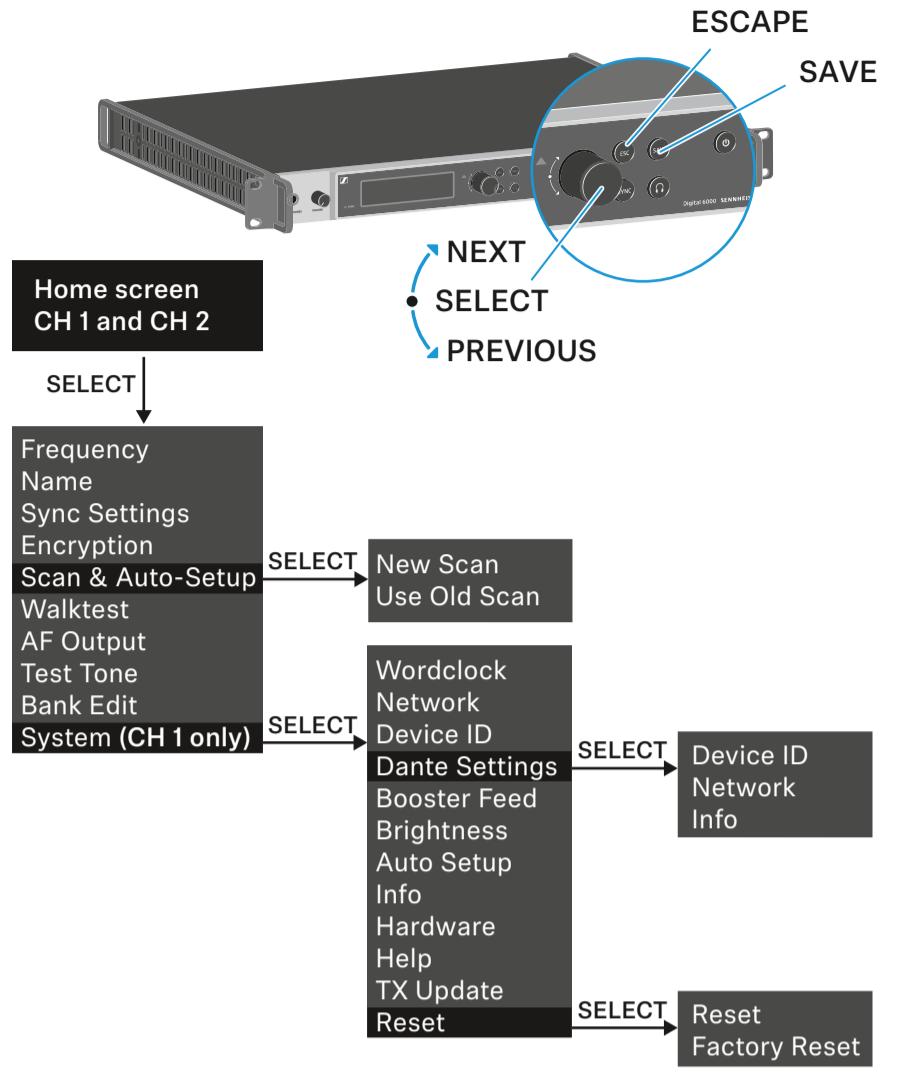 ESCAPE
SAVE
ESC
SYNC
Digital 6000 SENNHEIS
NEXT
SELECT
PREVIOUS
Home screen
CH 1 and CH 2
SELECT
Frequency
Name
Sync Settings
Encryption
Scan & Auto-Setup
Walktest
AF Output
Test Tone
Bank Edit
System (CH 1 only)
SELECT
New Scan
Use Old Scan
SELECT
Wordclock
Network
Device ID
Dante Settings
Booster Feed
Brightness
Auto Setup
Info
Hardware
Help
TX Update
Reset
SELECT
Device ID
Network
Info
SELECT
Reset
Factory Reset